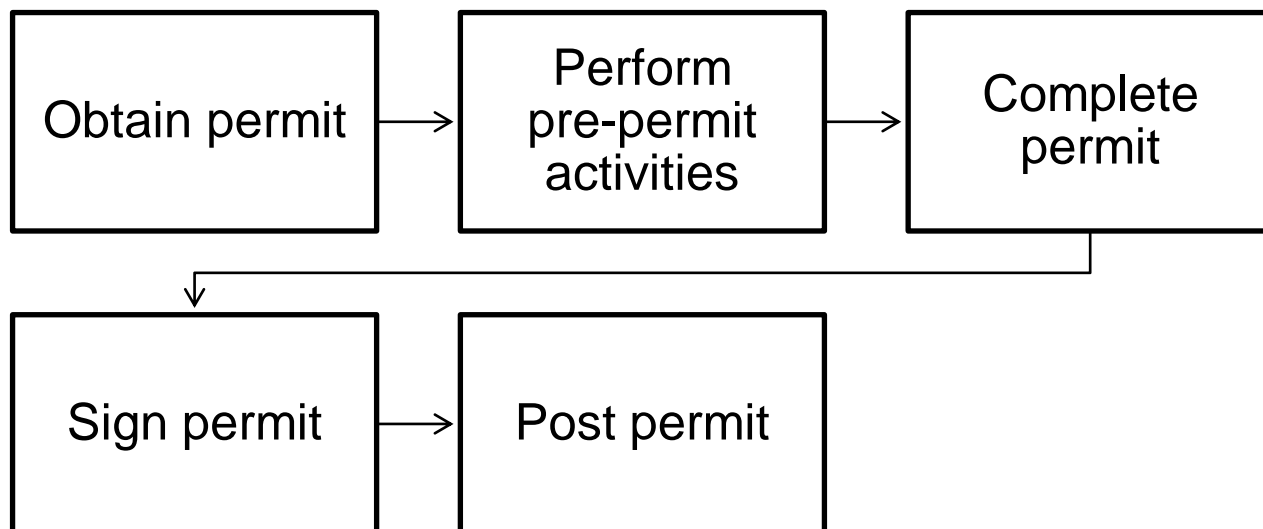 Obtain permit
Perform
pre-permit
activities
Complete
permit
Sign permit
Post permit